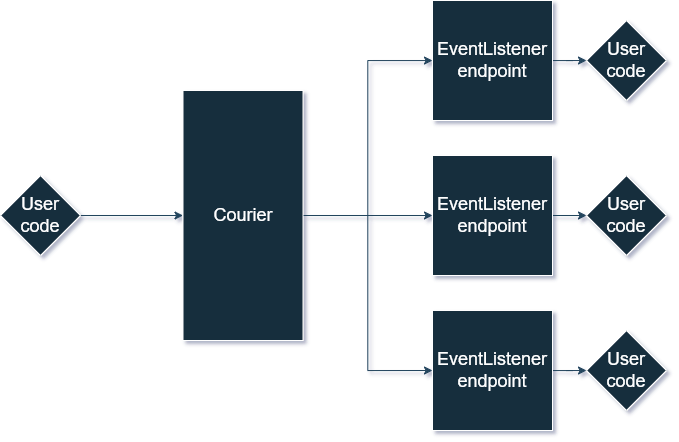 User
code
Courier
EventListener
endpoint
User
code
EventListener
endpoint
User
code
EventListener
endpoint
User
code